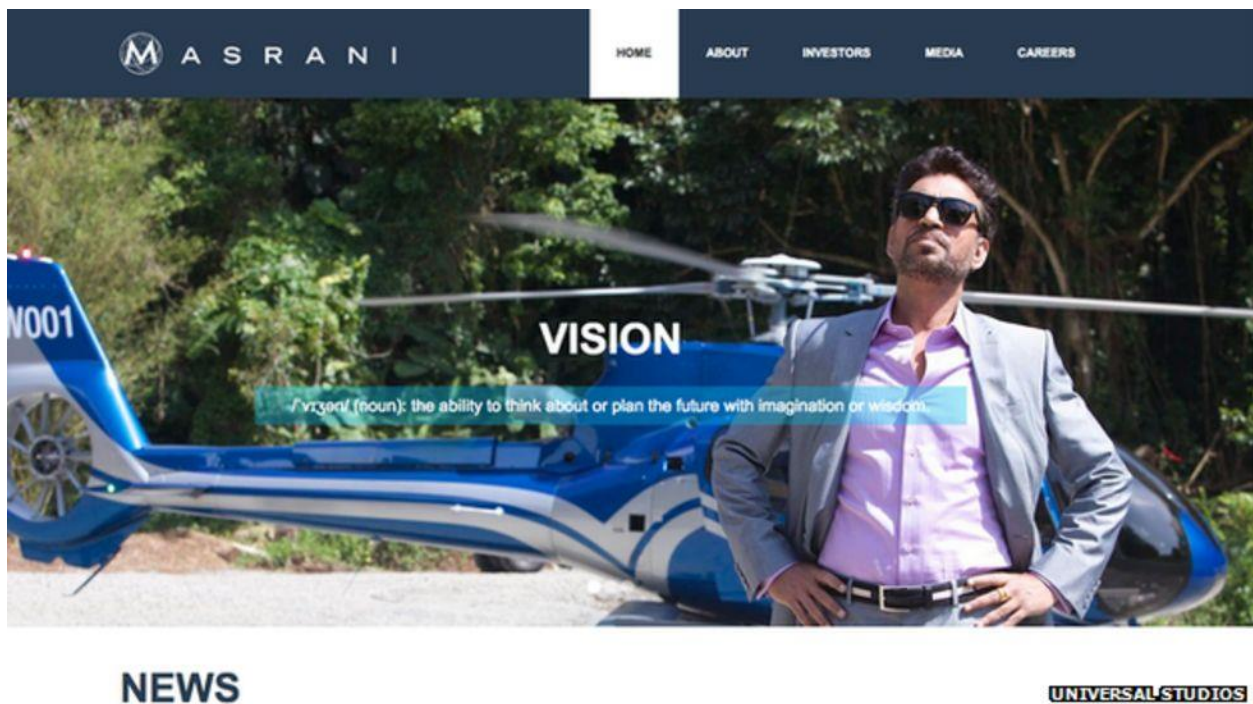 MASRANI
HOME ABOUT INVESTORS MEDIA CAREERS
W001
VISION
/ˈvɪʒən/ (noun): the ability to think about or plan the future with imagination or wisdom.
NEWS
UNIVERSAL STUDIOS